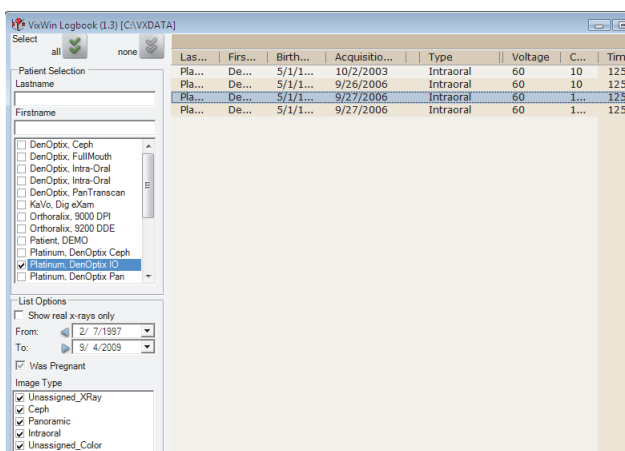 VixWin Logbook (1.3) [C:\VXDATA]
Select
all
none
Patient Selection
Lastname
Firstname
DenOptix, Ceph
DenOptix, FullMouth
DenOptix, Intra-Oral
DenOptix, Intra-Oral
DenOptix, PanTranscan
KaVo, Dig eXam
Orthoralix, 9000 DPI
Orthoralix, 9200 DDE
Patient, DEMO
Platinum, DenOptix Ceph
Platinum, DenOptix IO
Platinum, DenOptix Pan
List Options
Show real x-rays only
From: 2/ 7/1997
To: 9/ 4/2009
Was Pregnant
Image Type
Unassigned_XRay
Ceph
Panoramic
Intraoral
Unassigned_Color
Las... Firs... Birth... Acquisitio... Type Voltage C... Tim
Pla... De... 5/1/1... 10/2/2003 Intraoral 60 10 125
Pla... De... 5/1/1... 9/26/2006 Intraoral 60 10 125
Pla... De... 5/1/1... 9/27/2006 Intraoral 60 1... 125
Pla... De... 5/1/1... 9/27/2006 Intraoral 60 1... 125